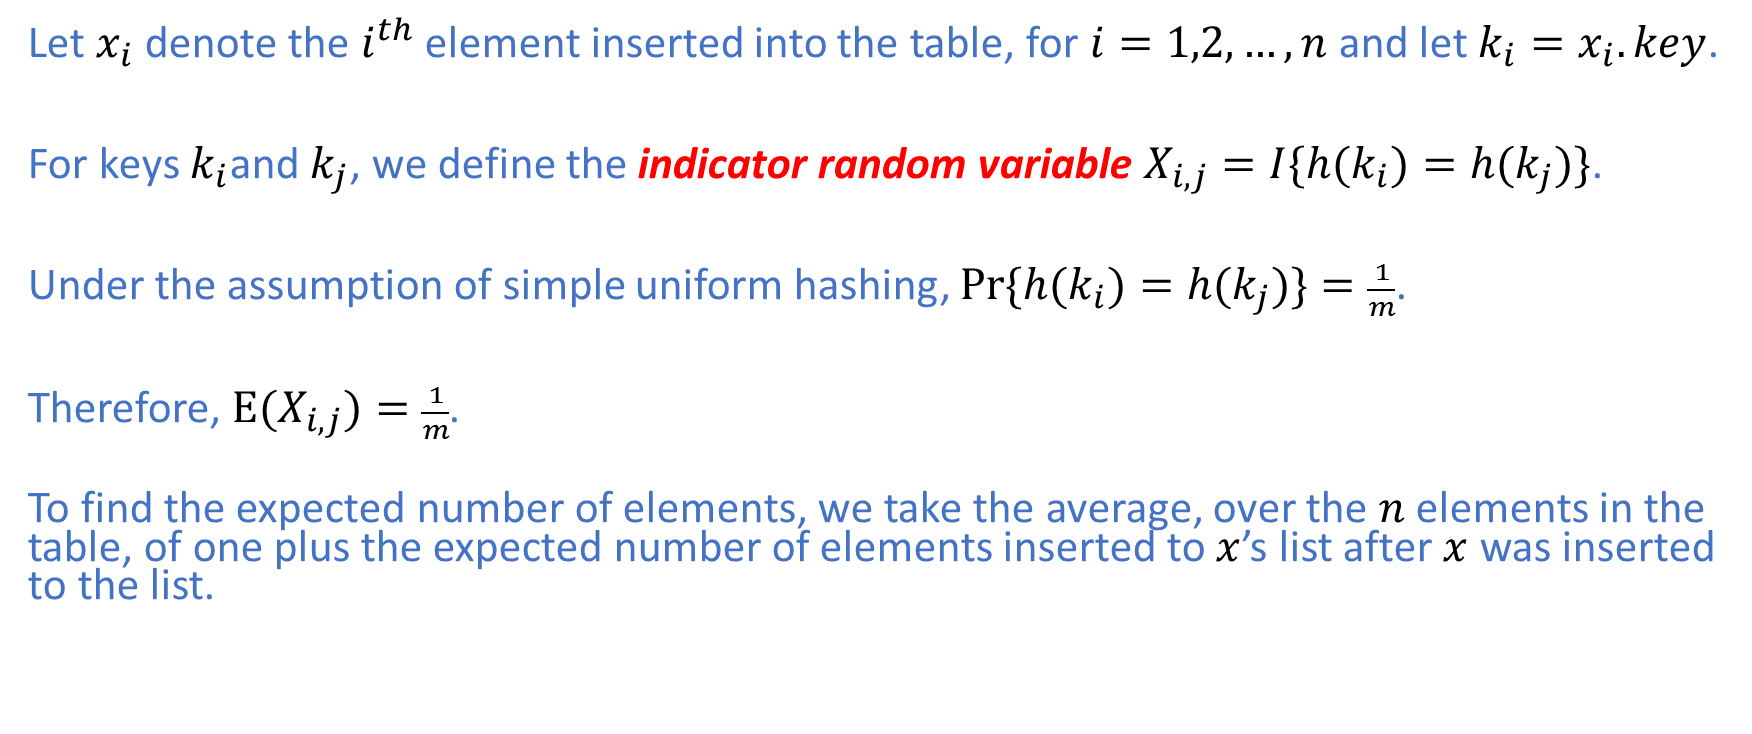 Let xᵢ denote the iᵗʰ element inserted into the table, for i = 1,2, … , n and let kᵢ = xᵢ. key.
For keys kᵢand kⱼ, we define the indicator random variable Xᵢ,ⱼ = I{h(kᵢ) = h(kⱼ)}.
Under the assumption of simple uniform hashing, Pr{h(kᵢ) = h(kⱼ)} = 1/m.
Therefore, E(Xᵢ,ⱼ) = 1/m.
To find the expected number of elements, we take the average, over the n elements in the
table, of one plus the expected number of elements inserted to x’s list after x was inserted
to the list.